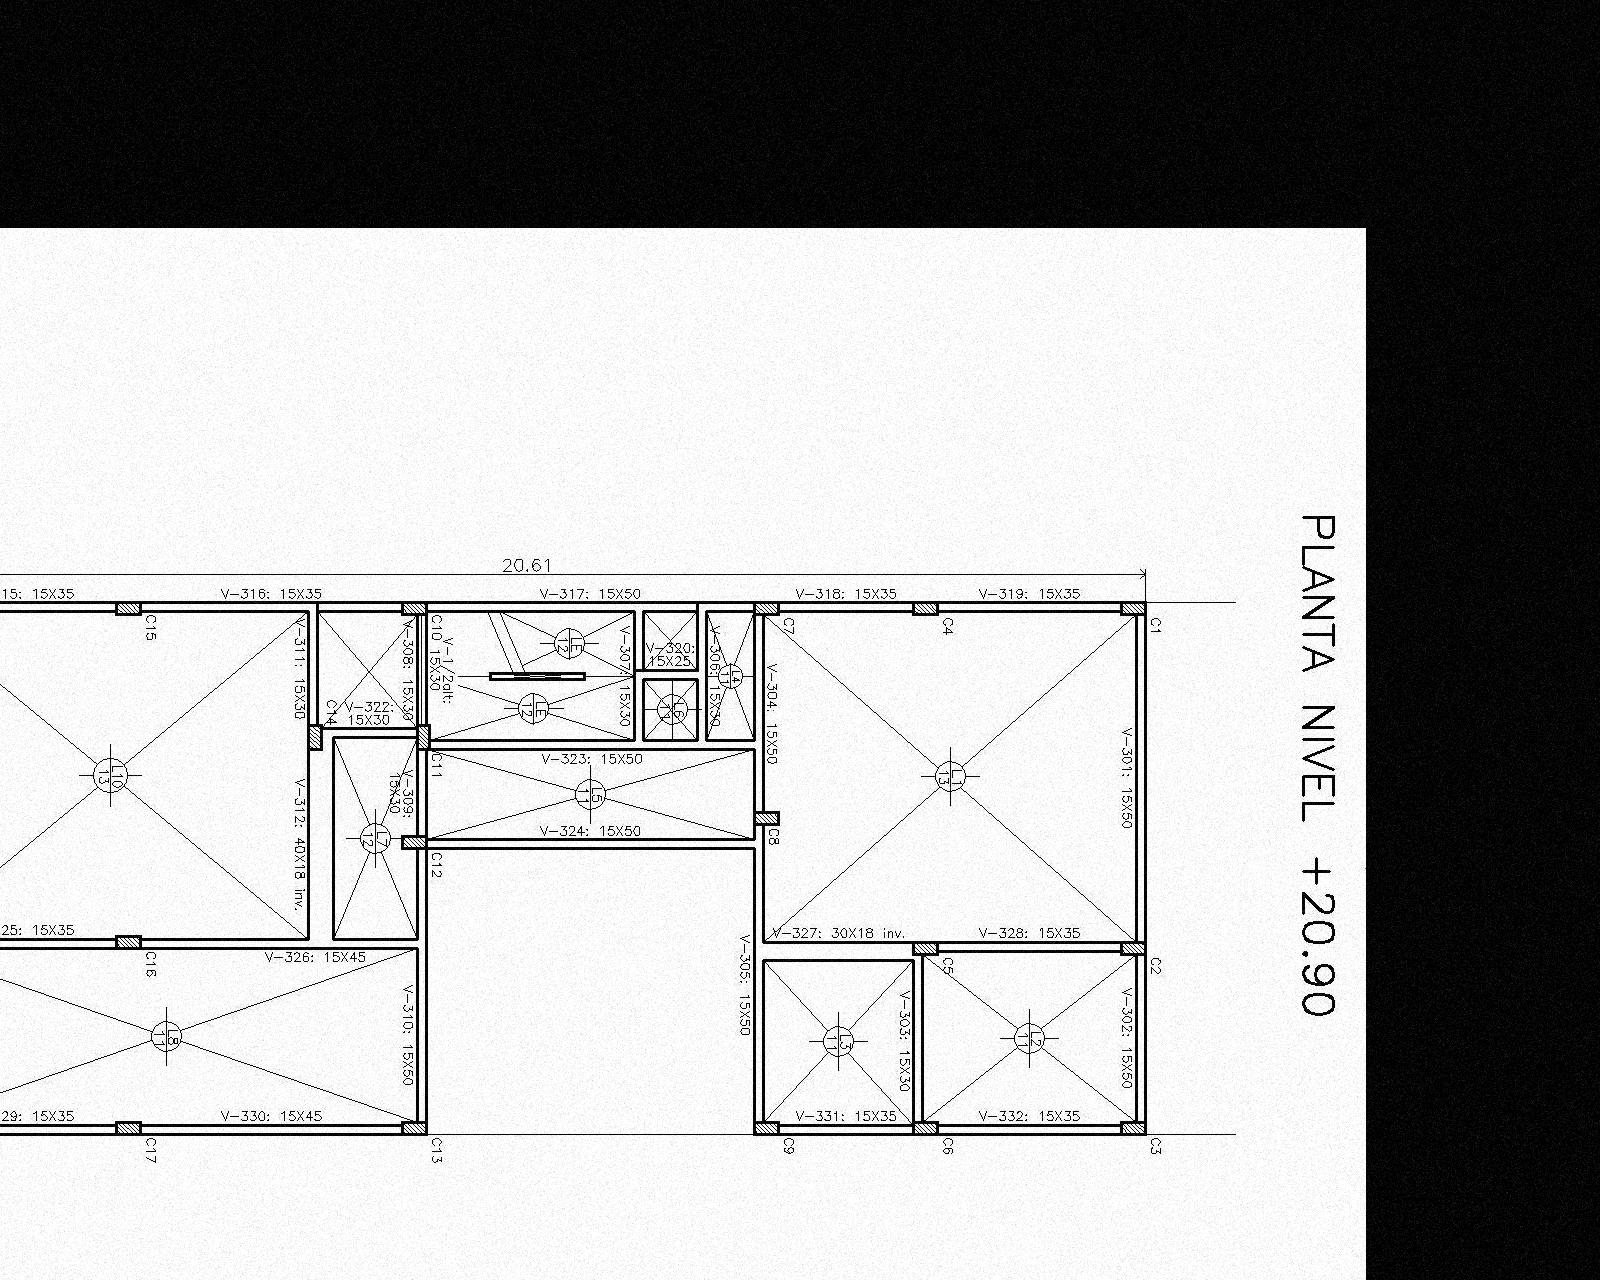 PLANTA NIVEL +20.90
20.61
15: 15X35
V-316: 15X35
V-317: 15X50
V-318: 15X35
V-319: 15X35
C15
C10
C7
C4
C1
V-311: 15X30
V-308: 15X30
V-1/2alt:
15X30
LE
12
V-307: 15X30
V-320:
15X25
V-306: 15X30
L4
11
V-304: 15X50
V-322:
15X30
C14
LE
12
L6
11
V-301: 15X50
C11
V-323: 15X50
L10
13
L1
13
V-309:
15X30
L5
11
V-312: 40X18 inv.
L7
12
V-324: 15X50
C8
C12
25: 15X35
V-327: 30X18 inv.
V-328: 15X35
C16
V-326: 15X45
V-305: 15X50
C5
C2
V-310: 15X50
V-303: 15X30
V-302: 15X50
L8
11
L3
11
L2
11
29: 15X35
V-330: 15X45
V-331: 15X35
V-332: 15X35
C17
C13
C9
C6
C3